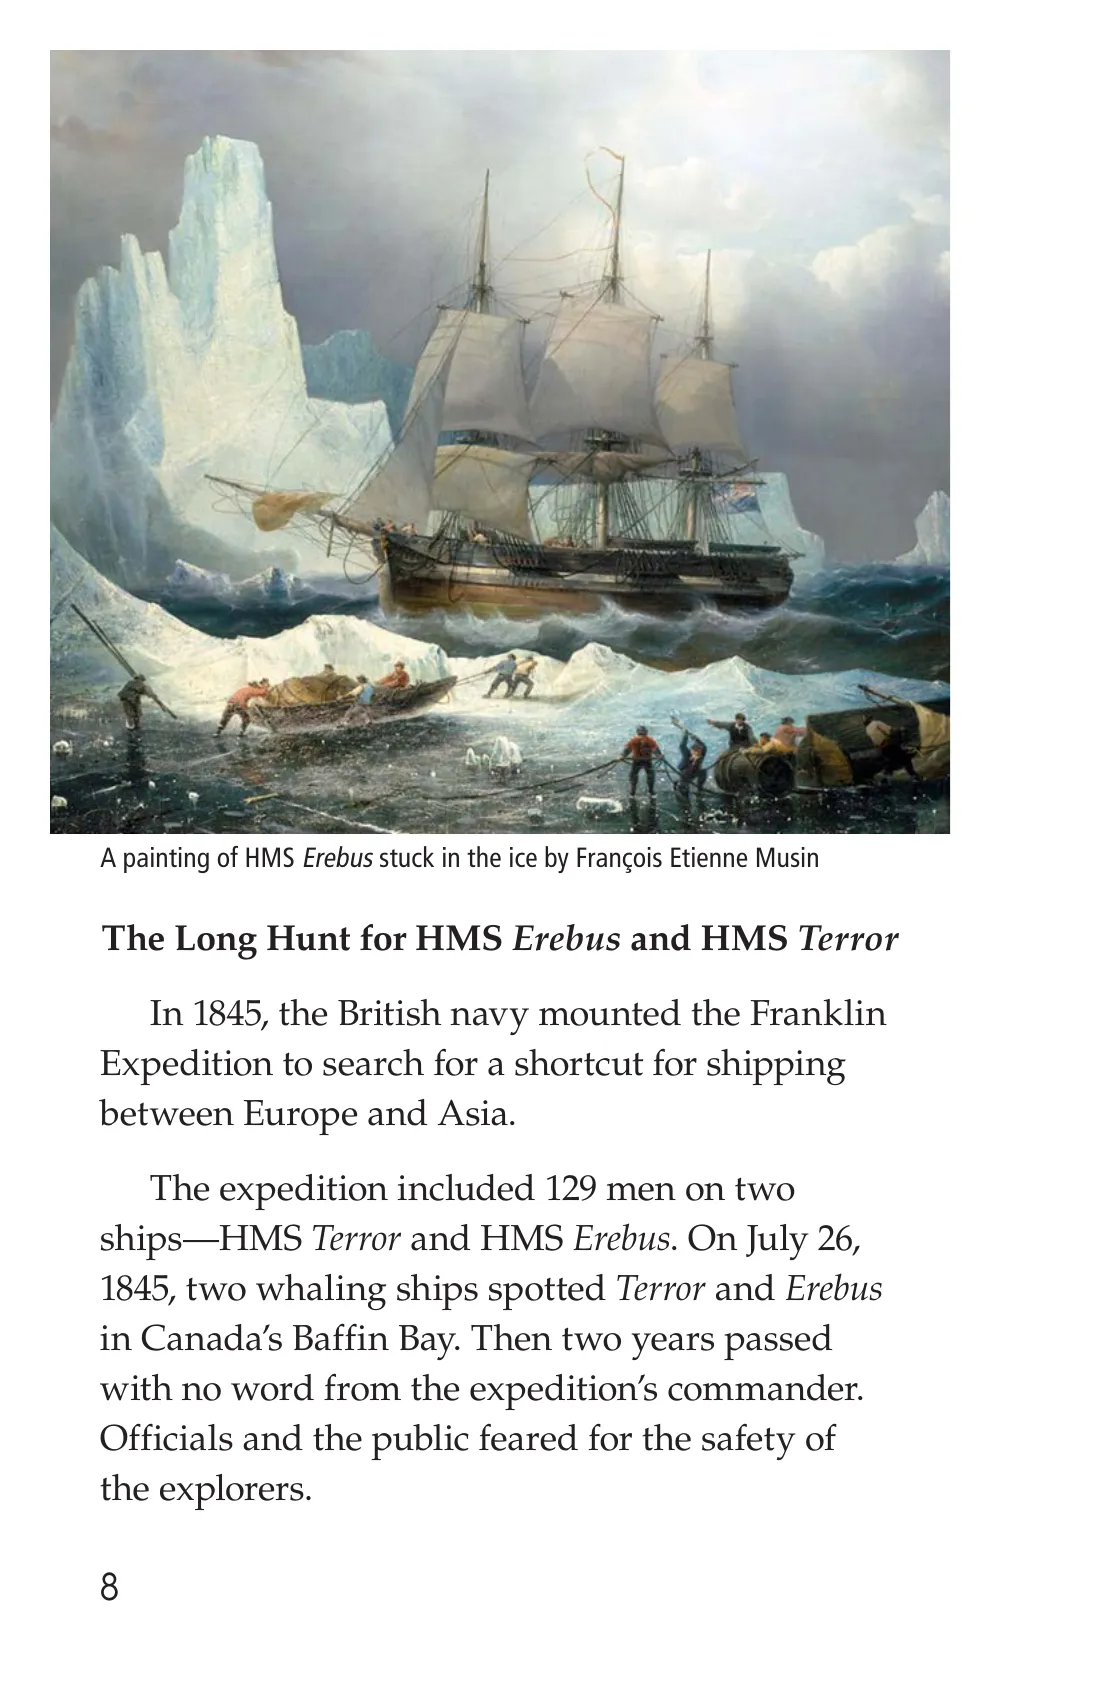 A painting of HMS Erebus stuck in the ice by François Etienne Musin
The Long Hunt for HMS Erebus and HMS Terror
In 1845, the British navy mounted the Franklin
Expedition to search for a shortcut for shipping
between Europe and Asia.
The expedition included 129 men on two
ships—HMS Terror and HMS Erebus. On July 26,
1845, two whaling ships spotted Terror and Erebus
in Canada’s Baffin Bay. Then two years passed
with no word from the expedition’s commander.
Officials and the public feared for the safety of
the explorers.
8